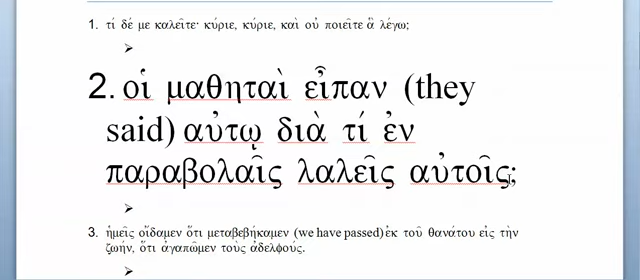 1. τί δέ με καλεῖτε· κύριε, κύριε, καὶ οὐ ποιεῖτε ἃ λέγω;
2. οἱ μαθηταὶ εἶπαν (they
said) αὐτῳ διὰ τί ἐν
παραβολαῖς λαλεῖς αὐτοῖς;
3. ἡμεῖς οἴδαμεν ὅτι μεταβεβήκαμεν (we have passed) ἐκ τοῦ θανάτου εἰς τὴν
ζωήν, ὅτι ἀγαπῶμεν τοὺς ἀδελφούς.